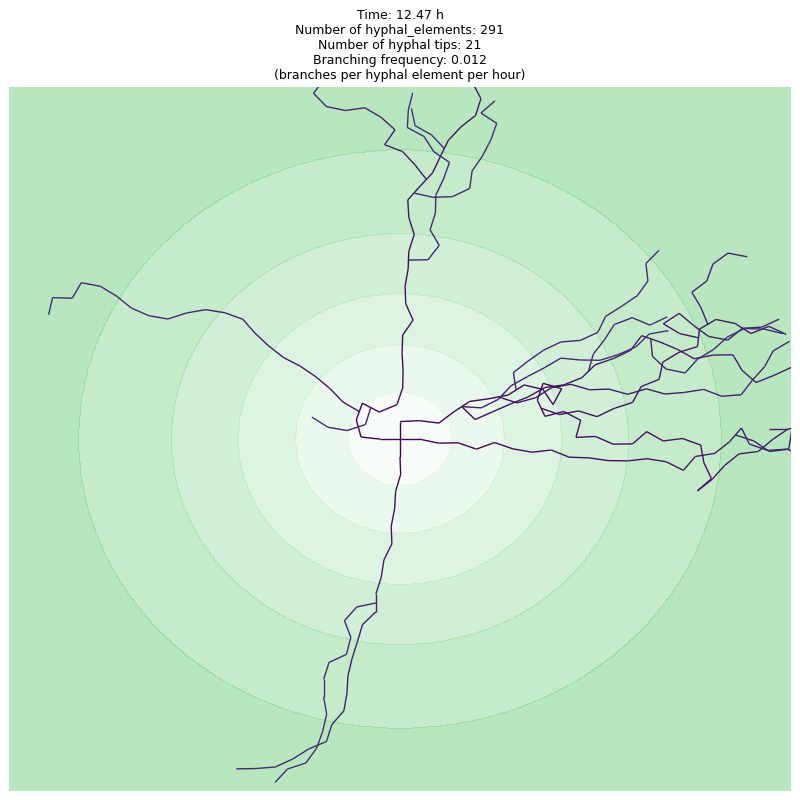 Time: 12.47 h
Number of hyphal_elements: 291
Number of hyphal tips: 21
Branching frequency: 0.012
(branches per hyphal element per hour)